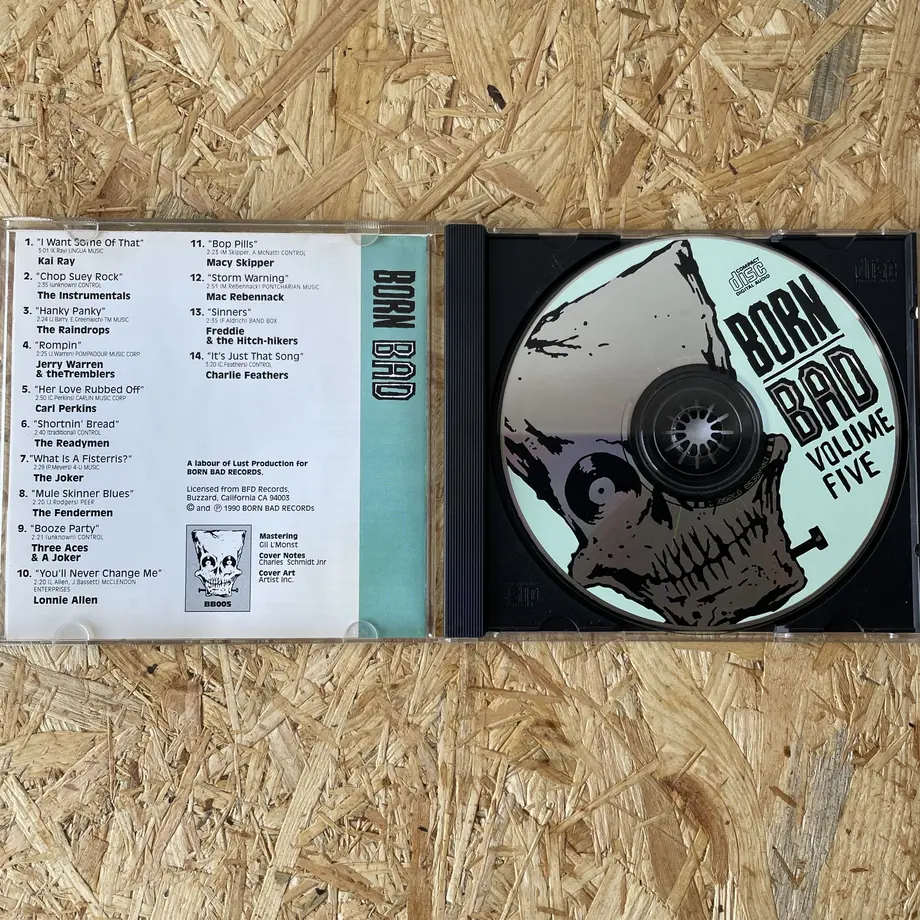 1. "I Want Some Of That"
3:01 (K.Ray) LINGUA MUSIC
Kai Ray
2. "Chop Suey Rock"
2:35 (unknown) CONTROL
The Instrumentals
3. "Hanky Panky"
2:24 (J.Barry, E.Greenwich) TM MUSIC
The Raindrops
4. "Rompin'
2:25 (J.Warren) POMPADOUR MUSIC CORP
Jerry Warren
& theTremblers
5. "Her Love Rubbed Off"
2.50 (C Perkins) CARLIN MUSIC CORP
Carl Perkins
6. "Shortnin' Bread"
2:40 (traditional) CONTROL
The Readymen
7."What Is A Fisterris?"
2:29 (P.Meyers) 4-U MUSIC
The Joker
8. "Mule Skinner Blues"
2:20 (J.Rodgers) PEER
The Fendermen
9. "Booze Party"
2:21 (unknown) CONTROL
Three Aces
& A Joker
10. "You'll Never Change Me"
2:20 (L Allen, J Bassett) McCLENDON
ENTERPRISES
Lonnie Allen
11. "Bop Pills"
2:23 (M Skipper, A McNatt) CONTROL
Macy Skipper
12. "Storm Warning"
2:51 (M Rebennack) PONTCHARIAN MUSIC
Mac Rebennack
13. "Sinners"
2:35 (F.Aldrich) BAND BOX
Freddie
& the Hitch-hikers
14. "It's Just That Song"
3:20 (C.Feathers) CONTROL
Charlie Feathers
A labour of Lust Production for
BORN BAD RECORDS.
Licensed from BFD Records,
Buzzard, California CA 94003
© and ℗ 1990 BORN BAD RECORDs
BB005
Mastering
Gil L'Monst
Cover Notes
Charles Schmidt Jnr
Cover Art
Artist Inc.
BORN BAD
COMPACT
disc
DIGITAL AUDIO
BORN
BAD
VOLUME
FIVE
disc